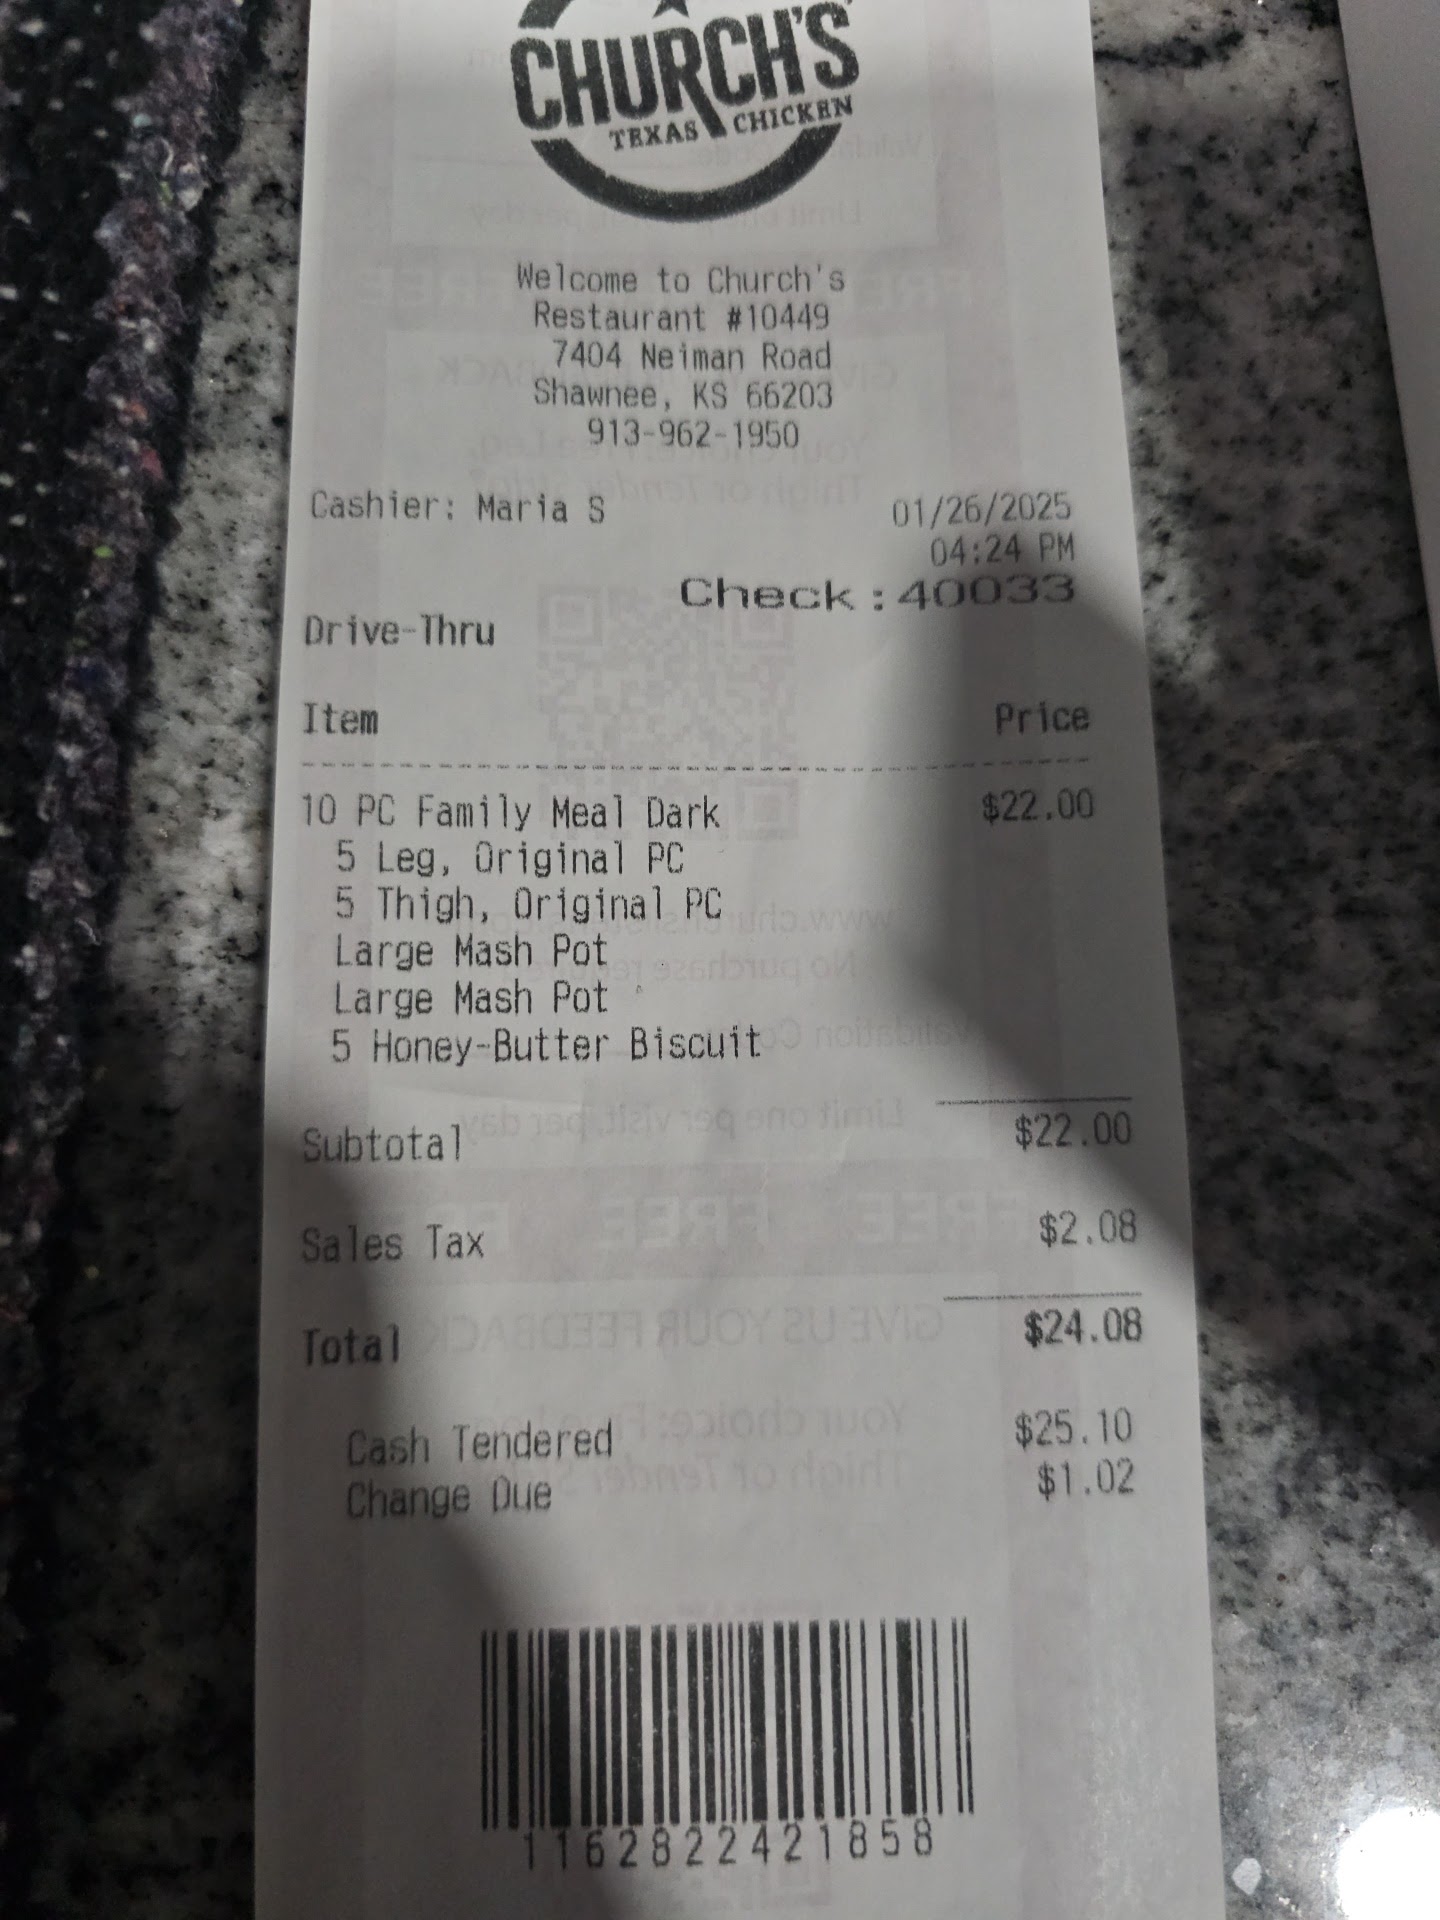 CHURCH'S
TEXAS CHICKEN
Welcome to Church's
Restaurant #10449
7404 Neiman Road
Shawnee, KS 66203
913-962-1950
Cashier: Maria S 01/26/2025
04:24 PM
Check:40033
Drive-Thru
Item Price
10 PC Family Meal Dark $22.00
5 Leg, Original PC
5 Thigh, Original PC
Large Mash Pot
Large Mash Pot
5 Honey-Butter Biscuit
Subtotal $22.00
Sales Tax $2.08
Total $24.08
Cash Tendered $25.10
Change Due $1.02
1162822421858